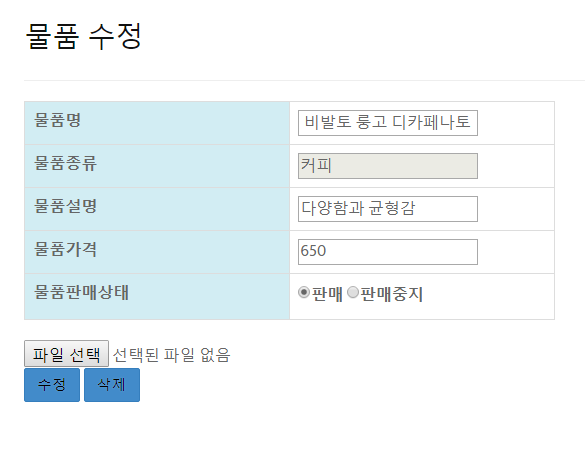 물품 수정
물품명 비발토 룽고 디카페나토
물품종류 커피
물품설명 다양함과 균형감
물품가격 650
물품판매상태 판매 판매중지
파일 선택 선택된 파일 없음
수정 삭제